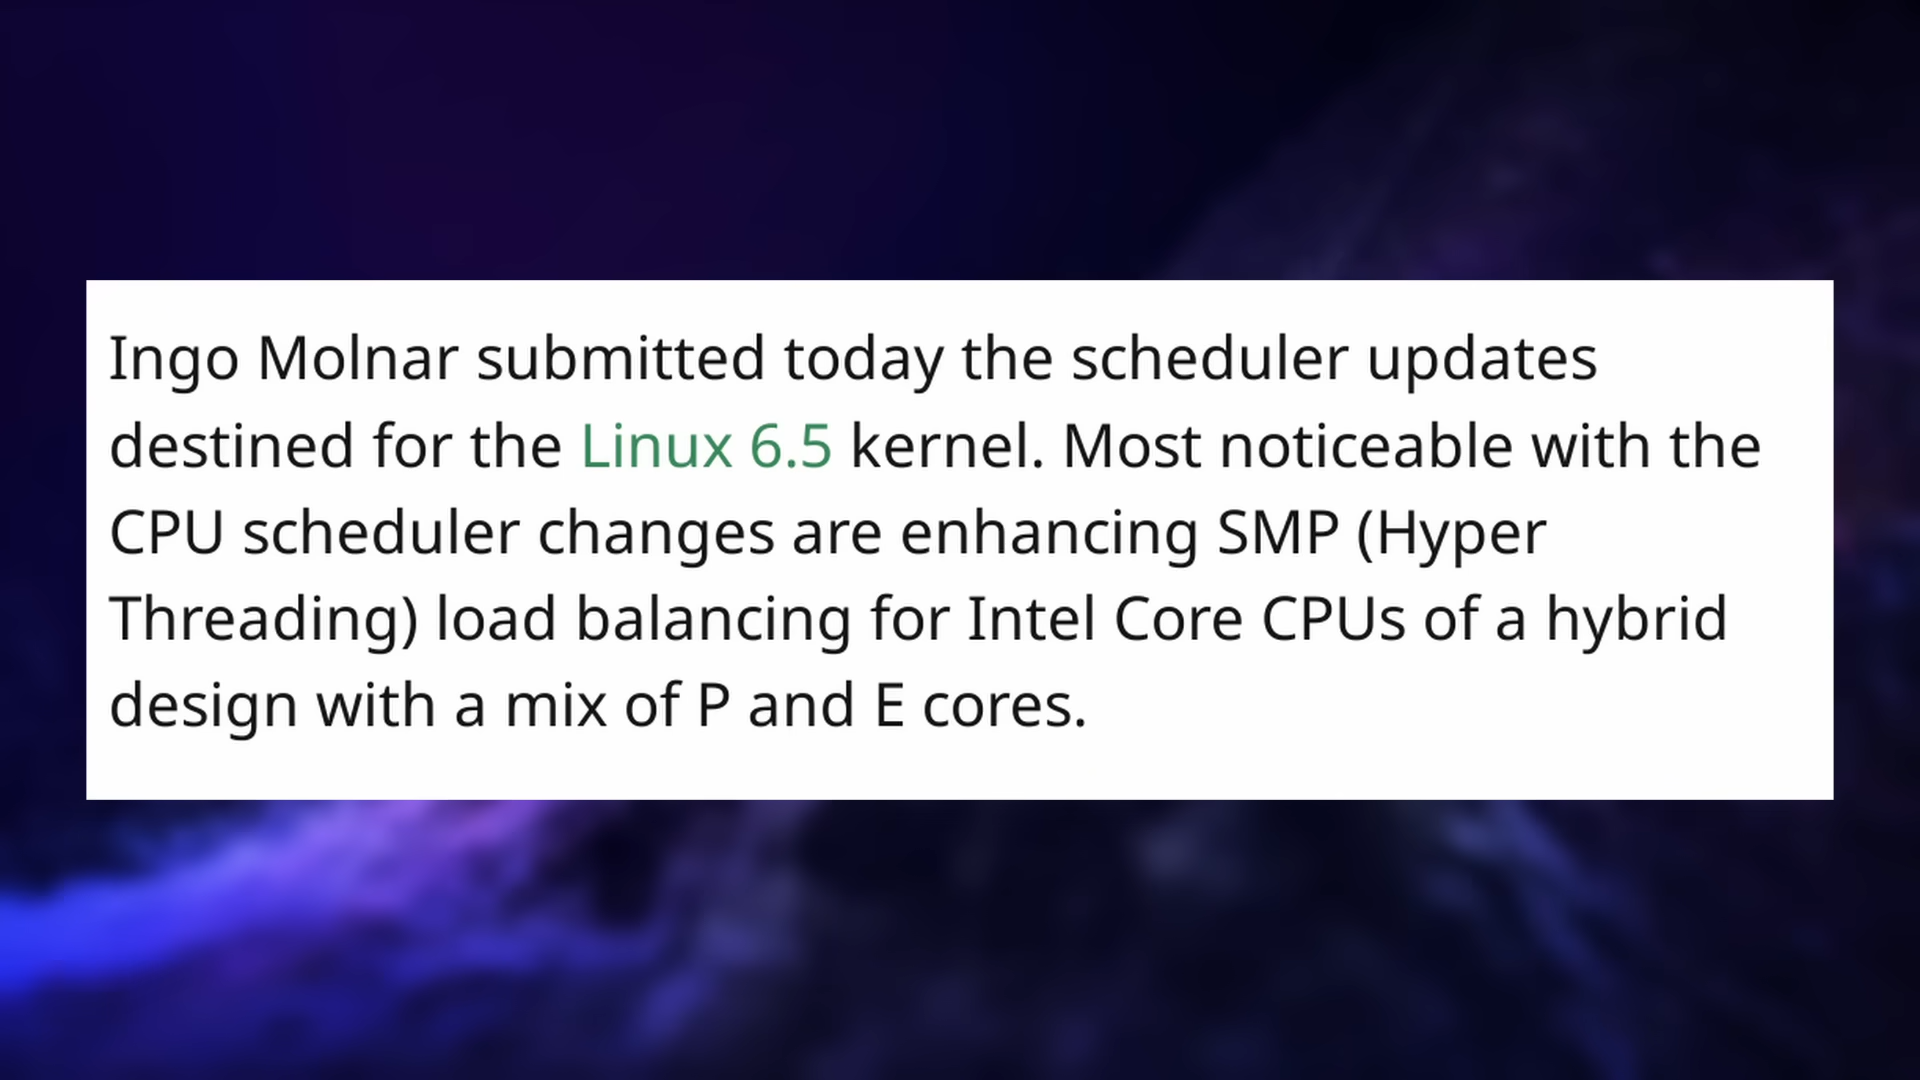 Ingo Molnar submitted today the scheduler updates
destined for the Linux 6.5 kernel. Most noticeable with the
CPU scheduler changes are enhancing SMP (Hyper
Threading) load balancing for Intel Core CPUs of a hybrid
design with a mix of P and E cores.